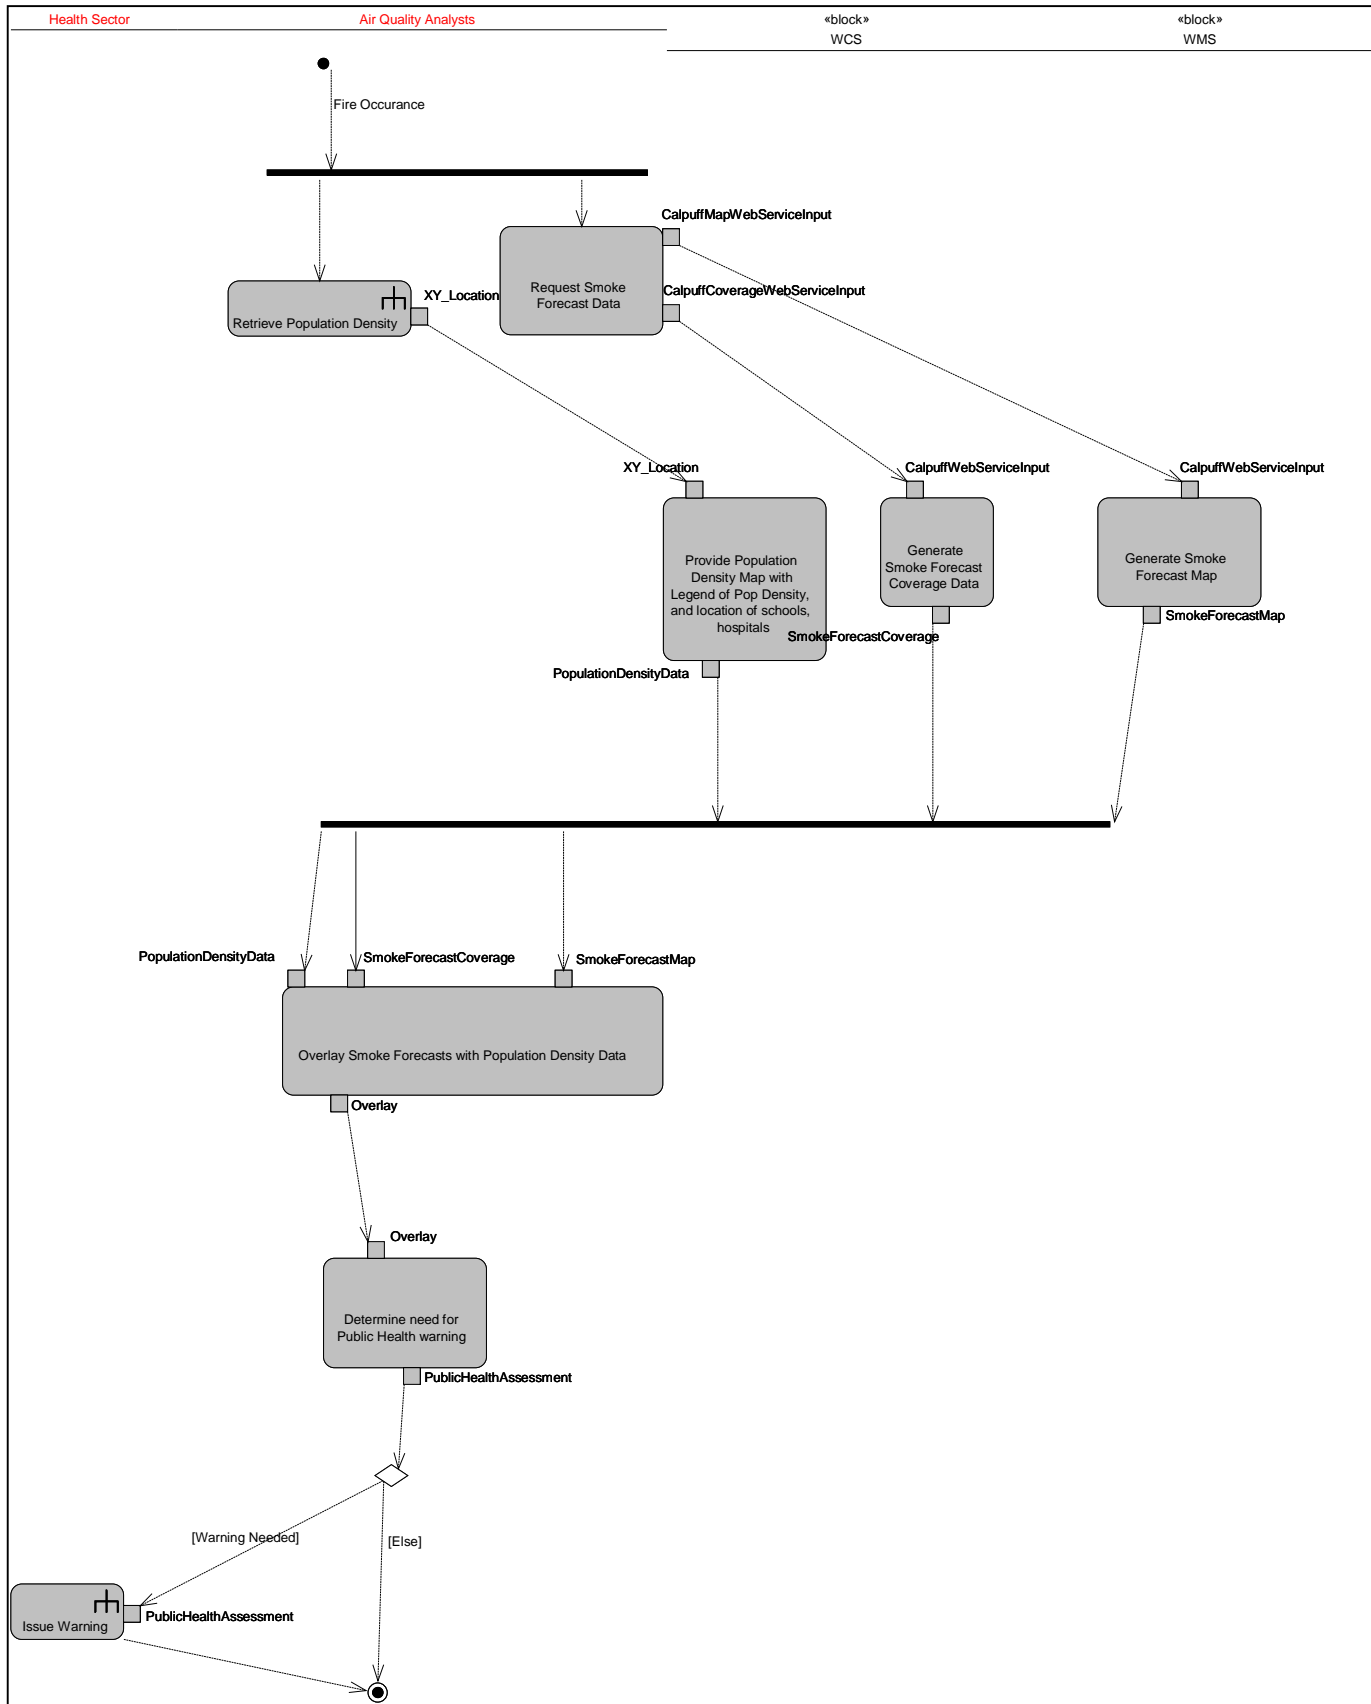 Health Sector
Air Quality Analysts
«block»
WCS
«block»
WMS
Fire Occurance
CalpuffMapWebServiceInput
Request Smoke
Forecast Data
CalpuffCoverageWebServiceInput
XY_Location
Retrieve Population Density
XY_Location
CalpuffWebServiceInput
CalpuffWebServiceInput
Provide Population
Density Map with
Legend of Pop Density,
and location of schools,
hospitals
Generate
Smoke Forecast
Coverage Data
Generate Smoke
Forecast Map
SmokeForecastMap
SmokeForecastCoverage
PopulationDensityData
PopulationDensityData
SmokeForecastCoverage
SmokeForecastMap
Overlay Smoke Forecasts with Population Density Data
Overlay
Overlay
Determine need for
Public Health warning
PublicHealthAssessment
[Warning Needed]
[Else]
Issue Warning
PublicHealthAssessment